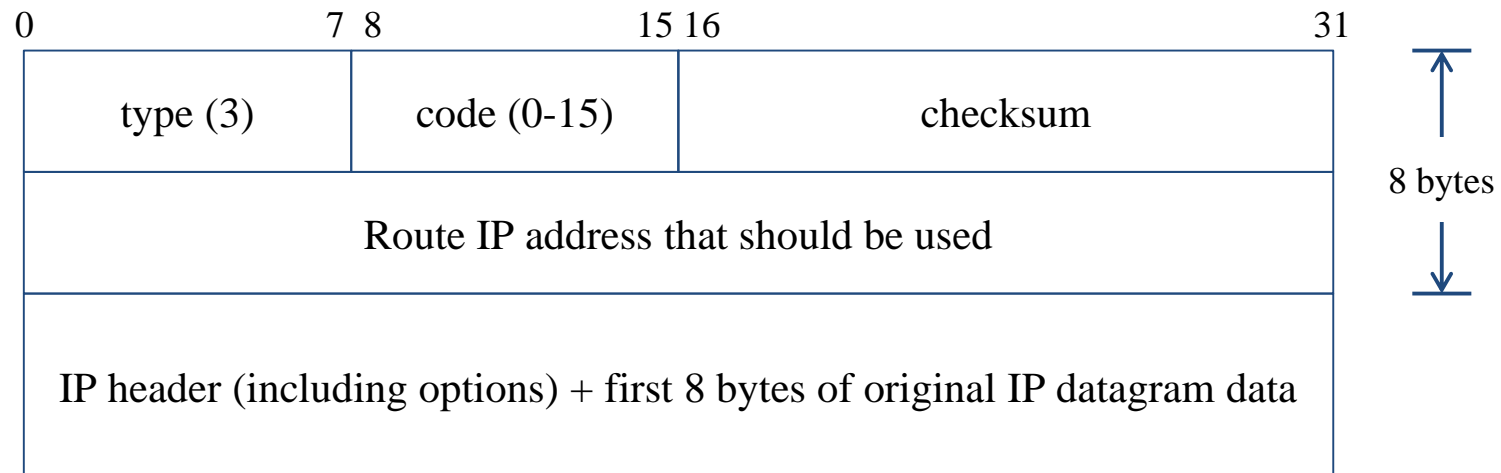 0 7 8 15 16 31
type (3) code (0-15) checksum
8 bytes
Route IP address that should be used
IP header (including options) + first 8 bytes of original IP datagram data